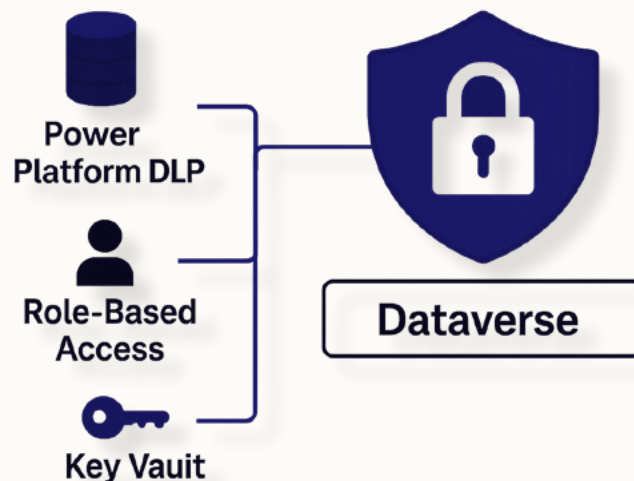 Power
Platform DLP
Role-Based
Access
Key Vauit
Dataverse